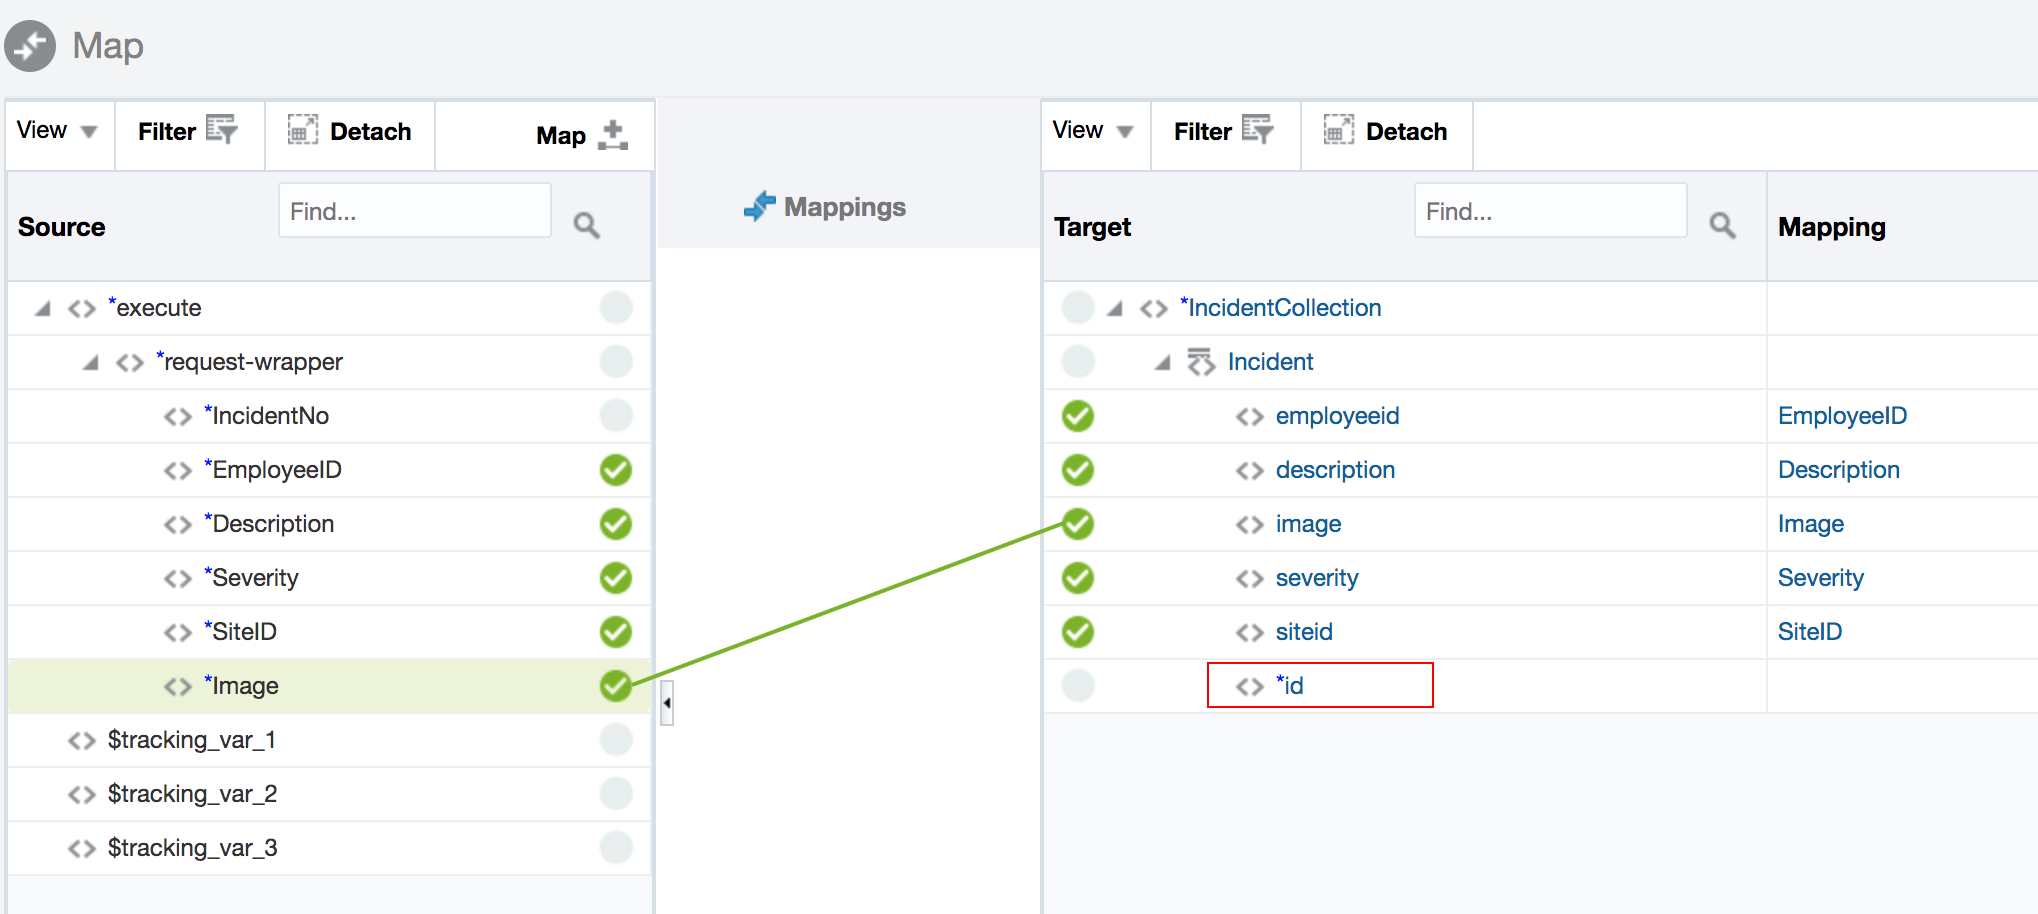 Map
View Filter Detach Map
Source Find...
*execute
*request-wrapper
*IncidentNo
*EmployeeID
*Description
*Severity
*SiteID
*Image
$tracking_var_1
$tracking_var_2
$tracking_var_3
Mappings
View Filter Detach
Target Find... Mapping
*IncidentCollection
Incident
employeeid EmployeeID
description Description
image Image
severity Severity
siteid SiteID
*id